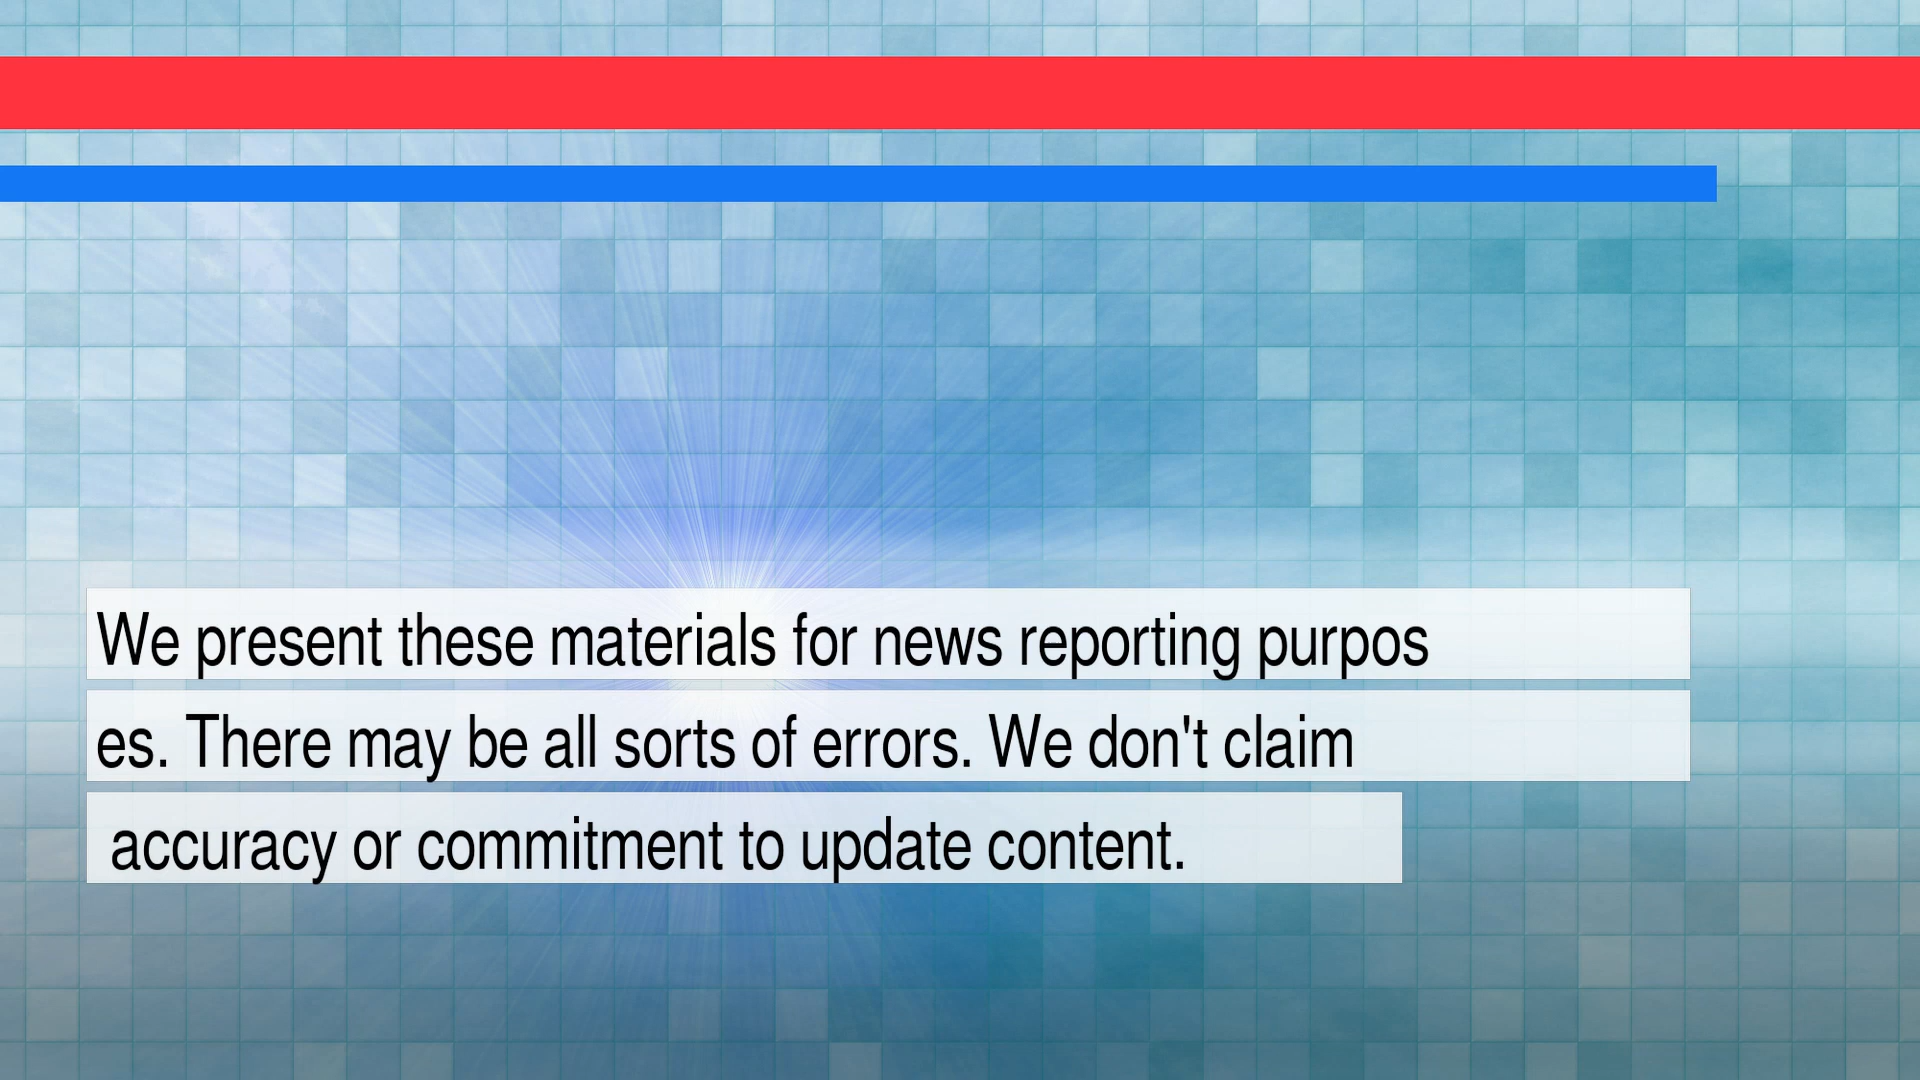 We present these materials for news reporting purpos
es. There may be all sorts of errors. We don't claim
accuracy or commitment to update content.